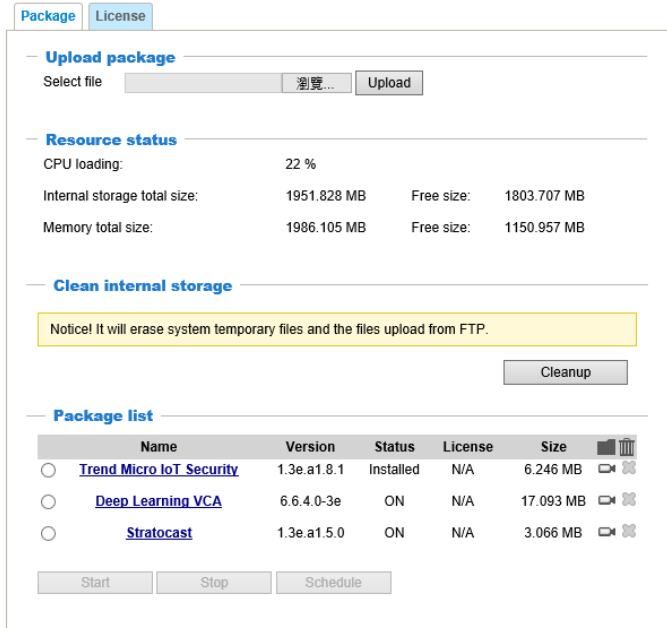 Package License
Upload package
Select file 瀏覽... Upload
Resource status
CPU loading: 22 %
Internal storage total size: 1951.828 MB Free size: 1803.707 MB
Memory total size: 1986.105 MB Free size: 1150.957 MB
Clean internal storage
Notice! It will erase system temporary files and the files upload from FTP.
Cleanup
Package list
Name Version Status License Size
Trend Micro IoT Security 1.3e.a1.8.1 Installed N/A 6.246 MB
Deep Learning VCA 6.6.4.0-3e ON N/A 17.093 MB
Stratocast 1.3e.a1.5.0 ON N/A 3.066 MB
Start Stop Schedule